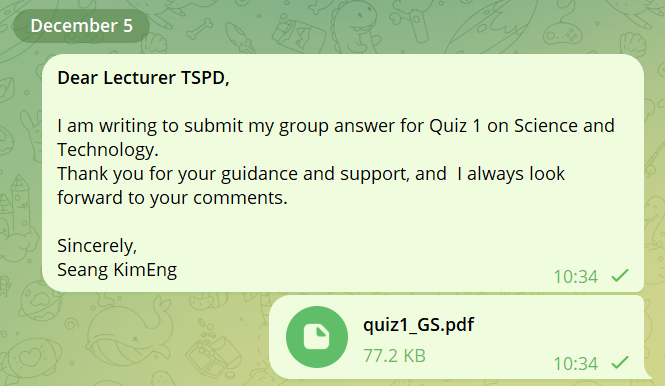 December 5
Dear Lecturer TSPD,
I am writing to submit my group answer for Quiz 1 on Science and
Technology.
Thank you for your guidance and support, and  I always look
forward to your comments.
Sincerely,
Seang KimEng
10:34
quiz1_GS.pdf
77.2 KB
10:34